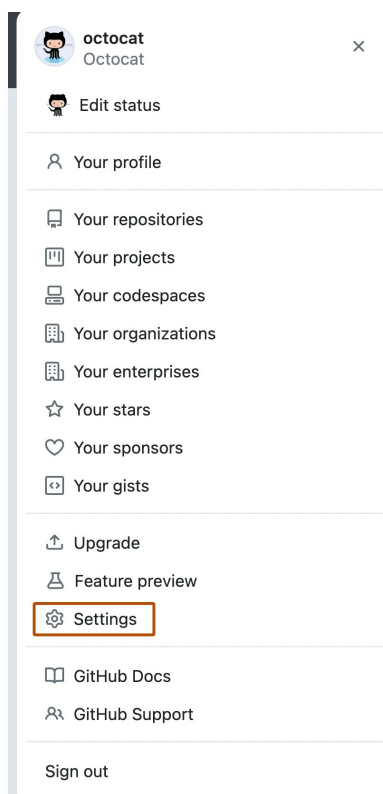 octocat
Octocat
Edit status
Your profile
Your repositories
Your projects
Your codespaces
Your organizations
Your enterprises
Your stars
Your sponsors
Your gists
Upgrade
Feature preview
Settings
GitHub Docs
GitHub Support
Sign out